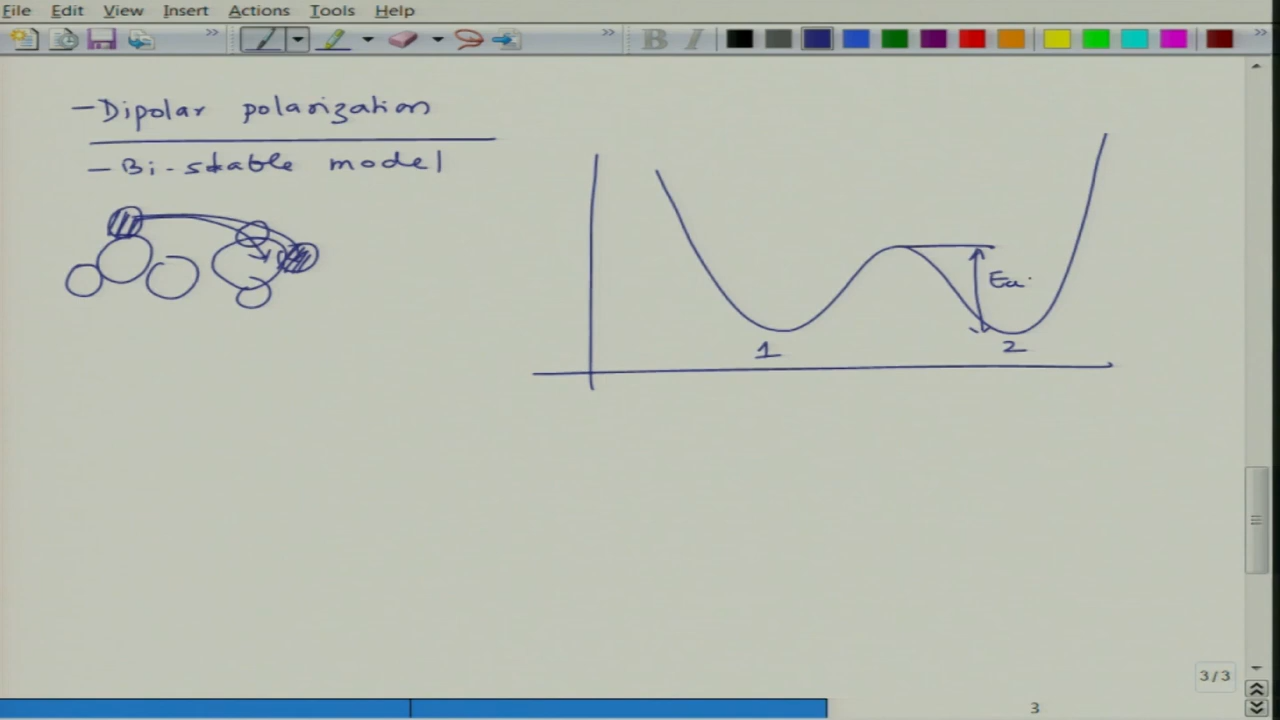 File Edit View Insert Actions Tools Help
B I
- Dipolar polarization
- Bi-stable model
Ea
1
2
3/3
3